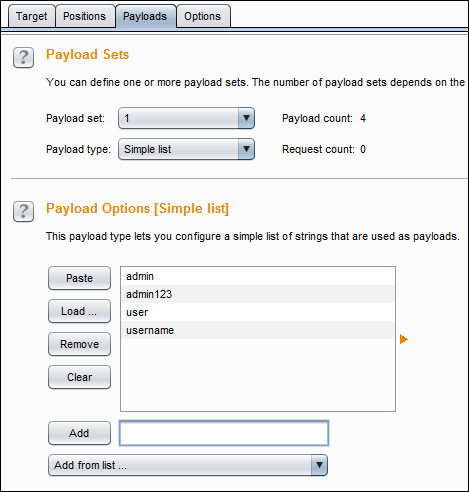 Target Positions Payloads Options
? Payload Sets
You can define one or more payload sets. The number of payload sets depends on the
Payload set: 1 Payload count: 4
Payload type: Simple list Request count: 0
? Payload Options [Simple list]
This payload type lets you configure a simple list of strings that are used as payloads.
Paste admin
admin123
Load ... user
username
Remove
Clear
Add
Add from list ...